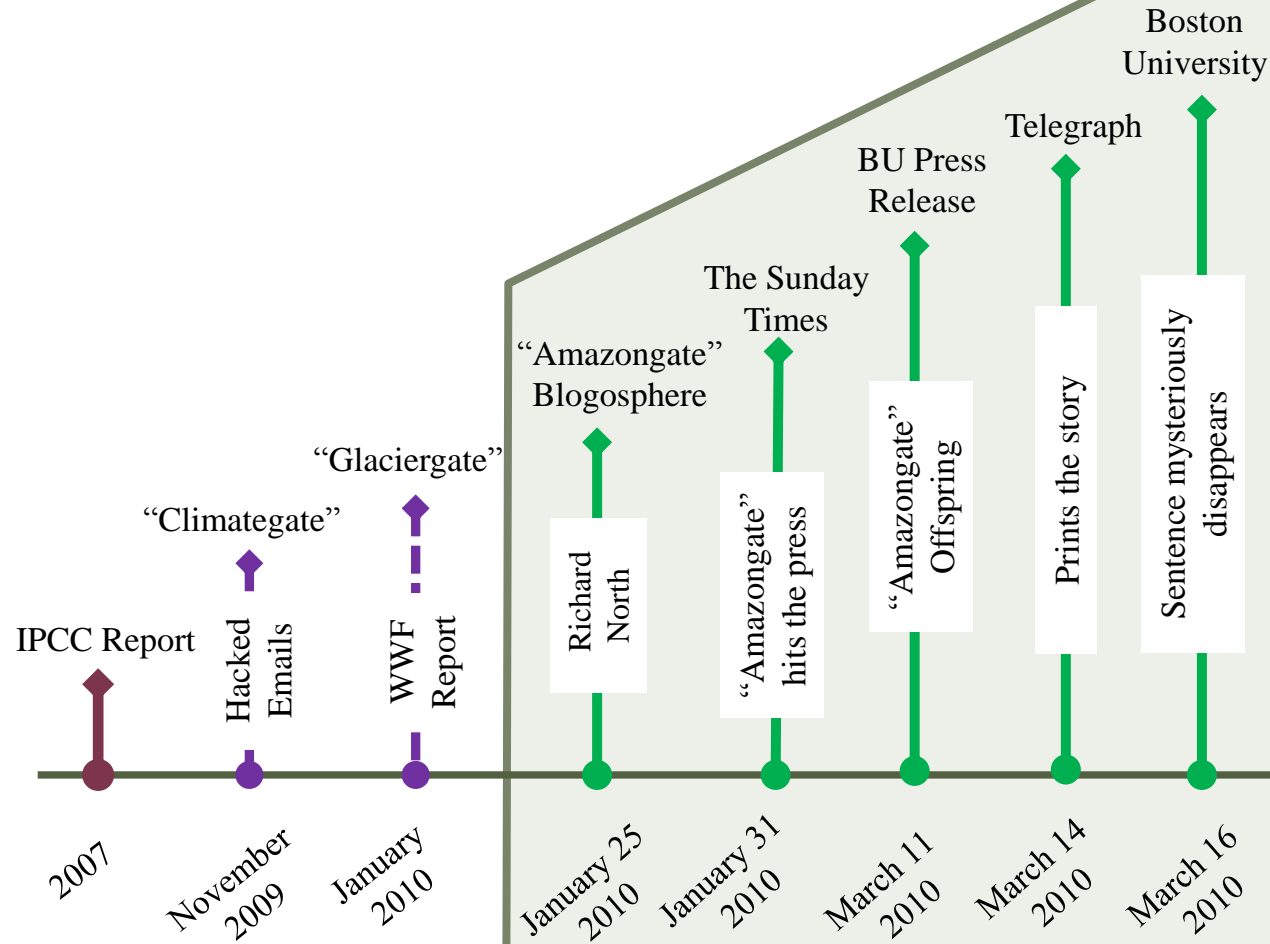 IPCC Report
2007
“Climategate”
Hacked
Emails
November
2009
“Glaciergate”
WWF
Report
January
2010
“Amazongate”
Blogosphere
Richard
North
January 25
2010
The Sunday
Times
“Amazongate”
hits the press
January 31
2010
BU Press
Release
“Amazongate”
Offspring
March 11
2010
Telegraph
Prints the story
March 14
2010
Boston
University
Sentence mysteriously
disappears
March 16
2010